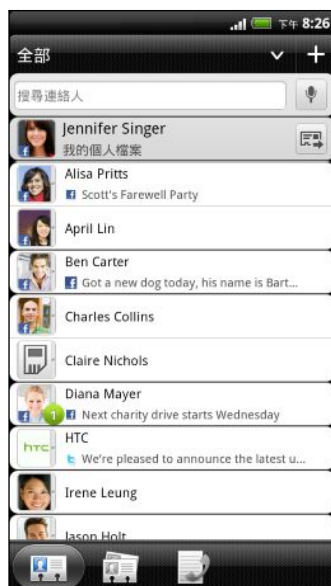 下午 8:26
全部
搜尋連絡人
Jennifer Singer
我的個人檔案
Alisa Pritts
Scott's Farewell Party
April Lin
Ben Carter
Got a new dog today, his name is Bart...
Charles Collins
Claire Nichols
Diana Mayer
1 Next charity drive starts Wednesday
HTC
hTC We're pleased to announce the latest u...
Irene Leung
Jason Holt